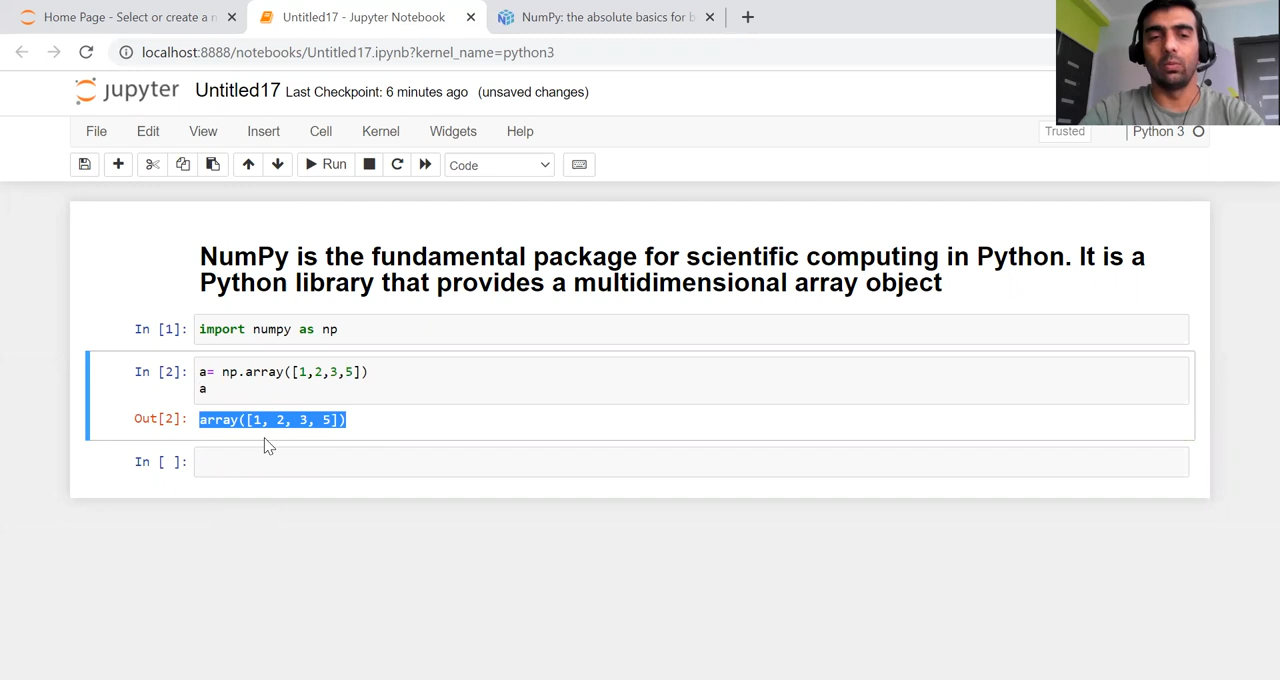 Home Page - Select or create a n
Untitled17 - Jupyter Notebook
NumPy: the absolute basics for b
localhost:8888/notebooks/Untitled17.ipynb?kernel_name=python3
jupyter Untitled17 Last Checkpoint: 6 minutes ago (unsaved changes)
File Edit View Insert Cell Kernel Widgets Help Trusted Python 3
Run Code
NumPy is the fundamental package for scientific computing in Python. It is a
Python library that provides a multidimensional array object
In [1]: import numpy as np
In [2]: a= np.array([1,2,3,5])
a
Out[2]: array([1, 2, 3, 5])
In [ ]: